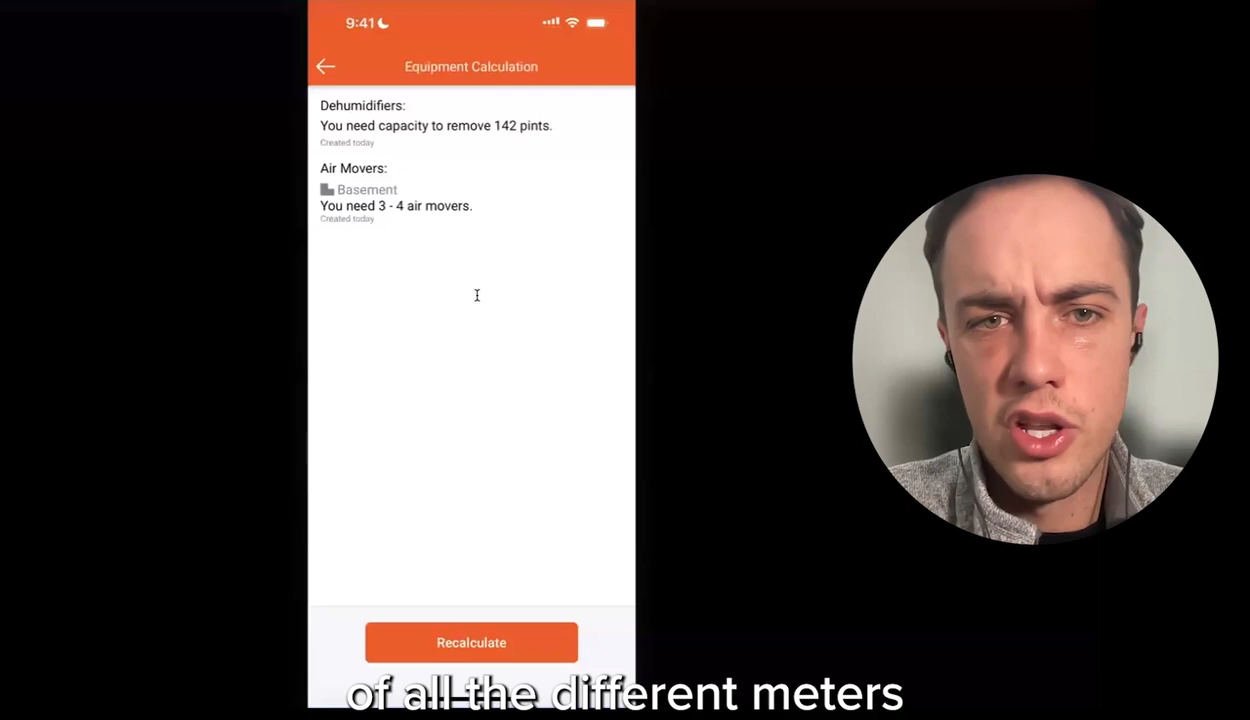 9:41
Equipment Calculation
Dehumidifiers:
You need capacity to remove 142 pints.
Created today
Air Movers:
Basement
You need 3 - 4 air movers.
Created today
Recalculate
of all the different meters